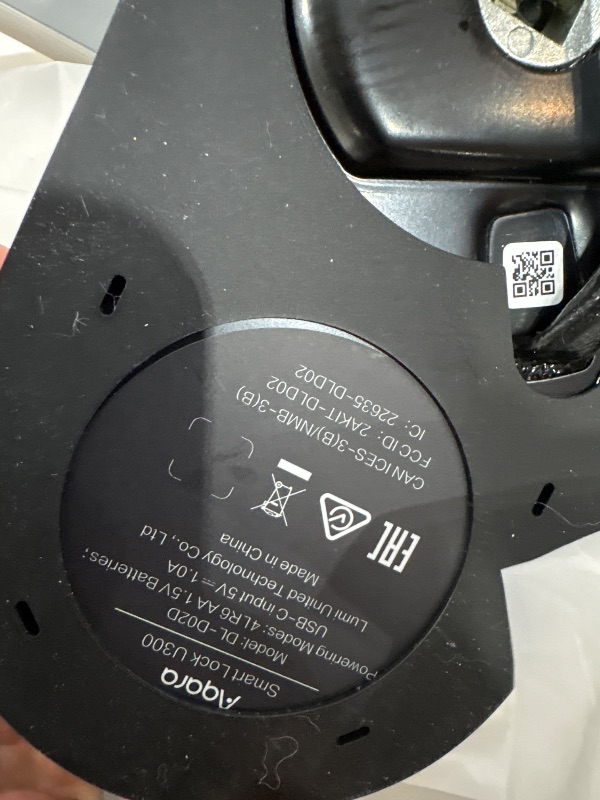 Aqara
Smart Lock U300
Model: DL-D02D
Powering Modes: 4 LR6 AA 1.5V Batteries;
USB-C input 5V⎓1.0A
Lumi United Technology Co., Ltd
Made in China
EAC
CAN ICES-3(B)/NMB-3(B)
FCC ID: 2AKIT-DLD02
IC: 22635-DLD02